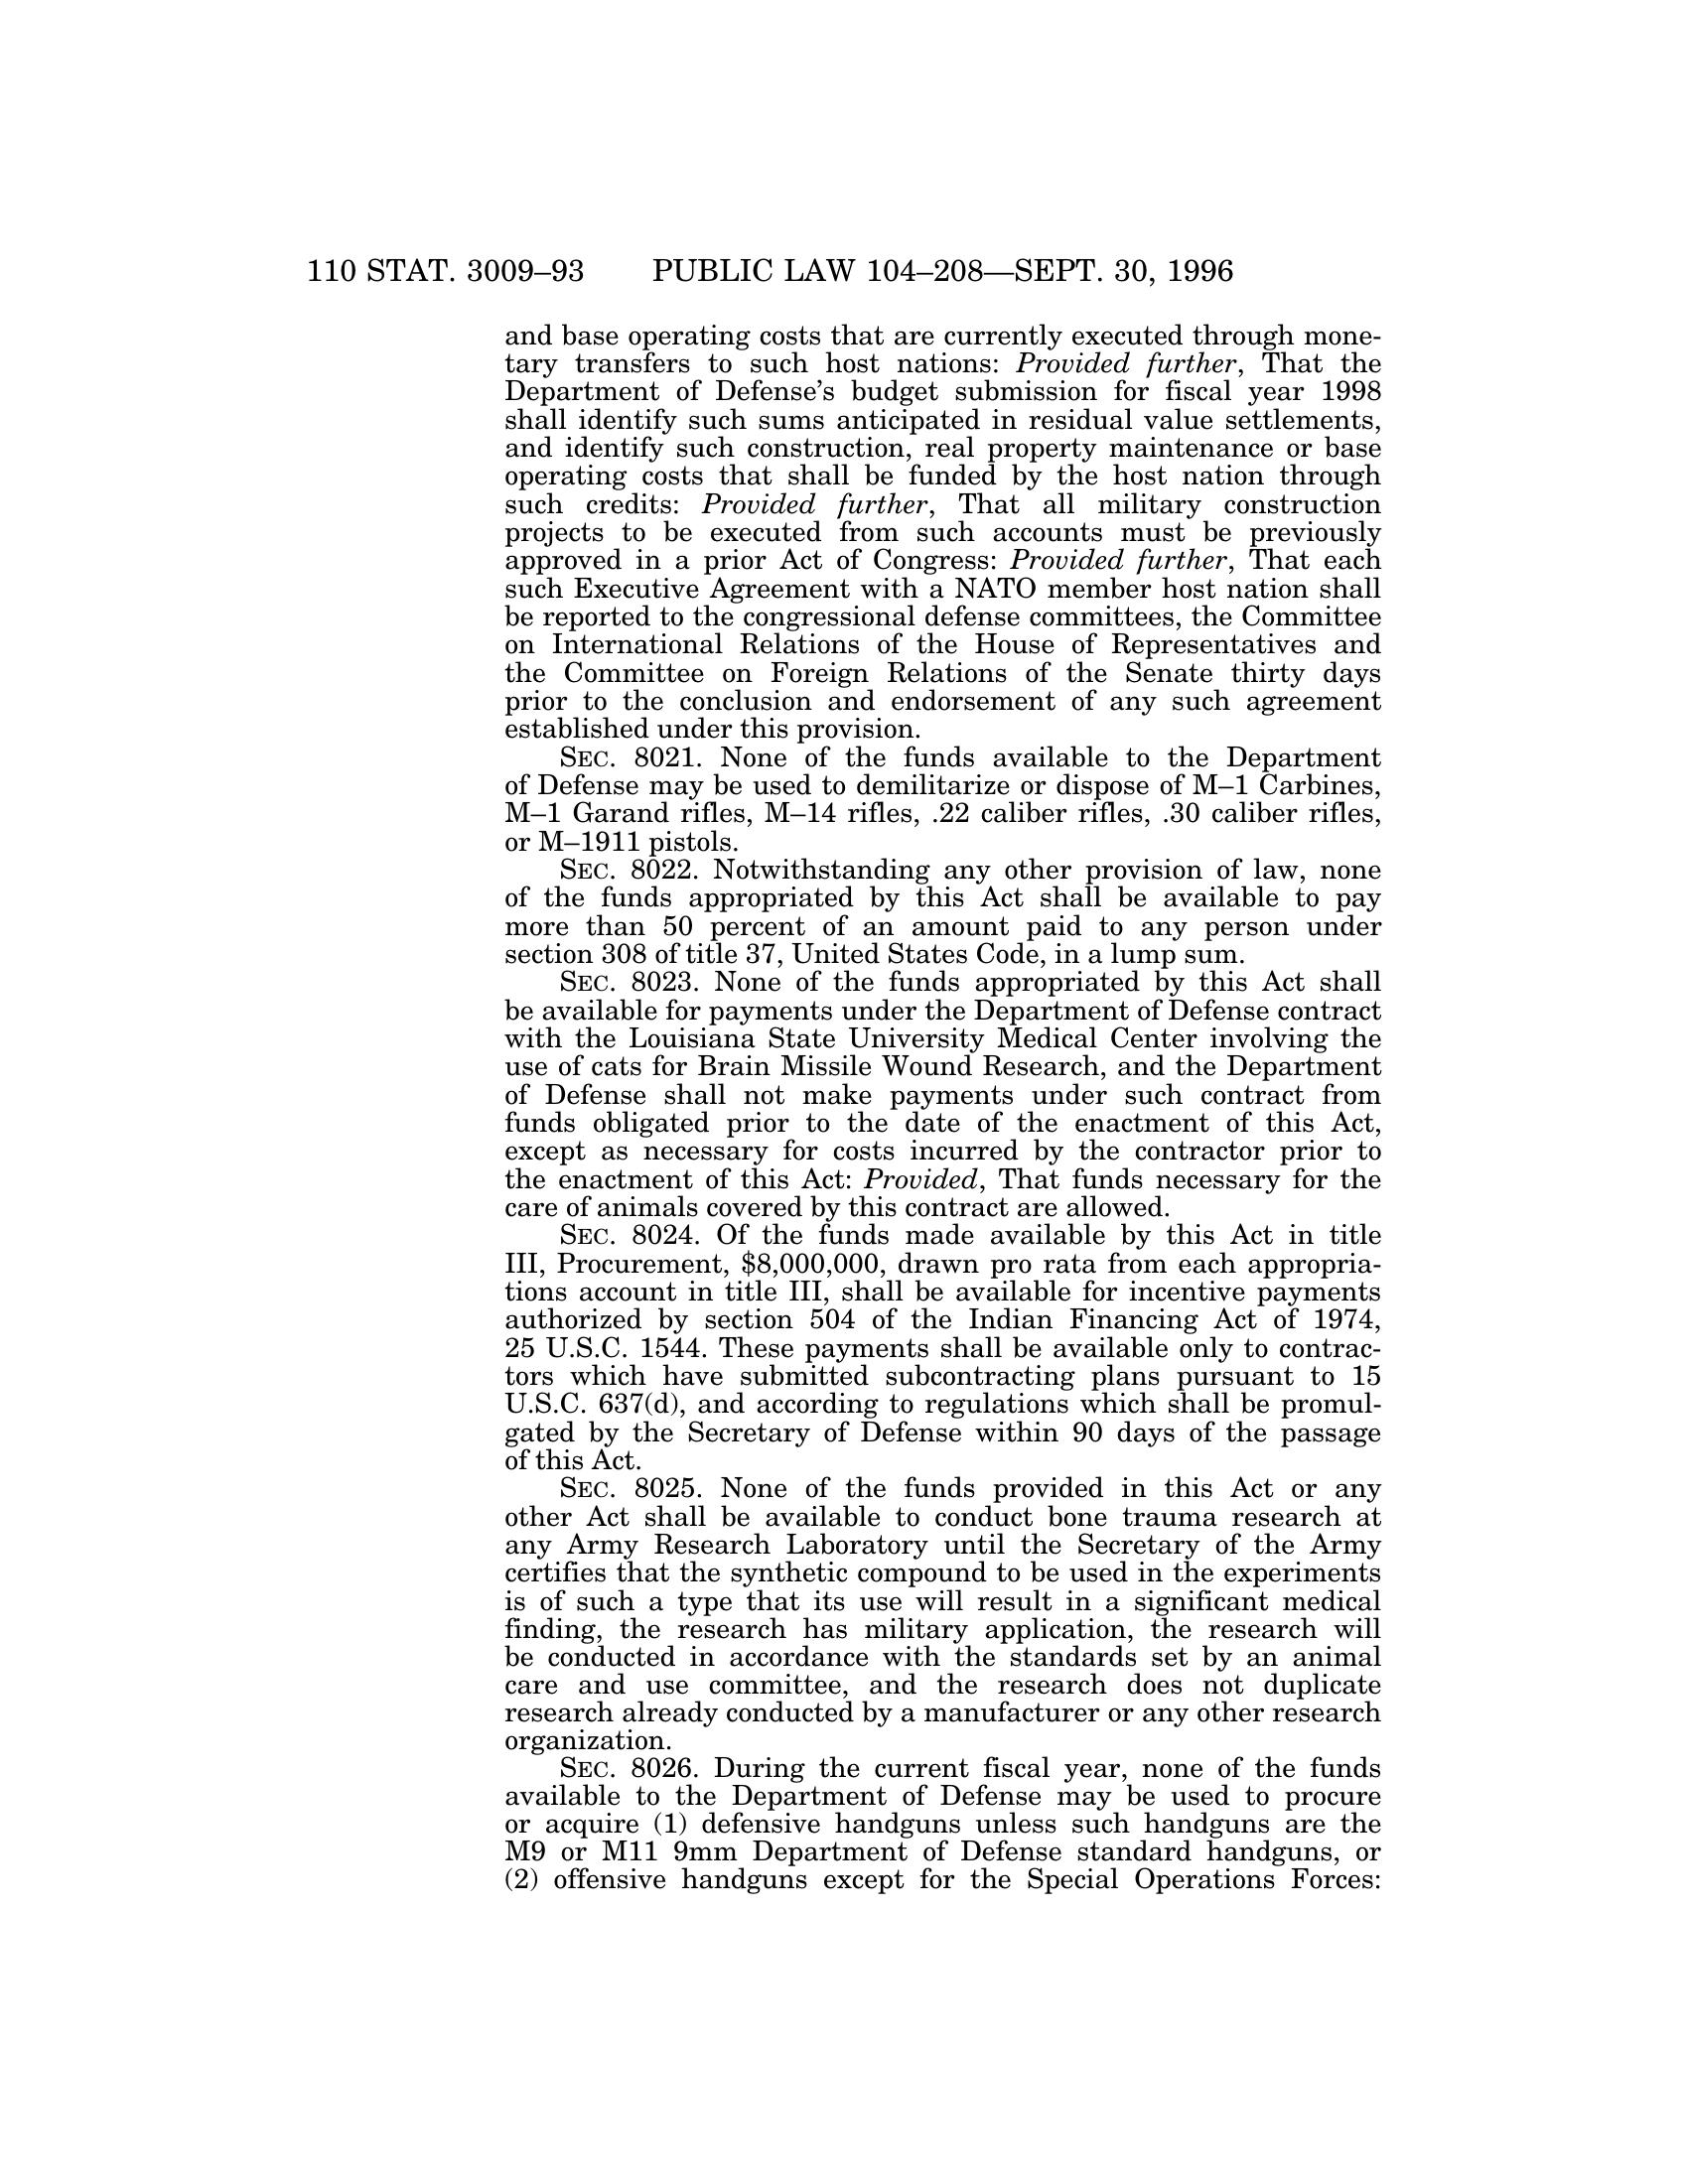 110 STAT. 3009–93 PUBLIC LAW 104–208—SEPT. 30, 1996
and base operating costs that are currently executed through mone-
tary transfers to such host nations: Provided further, That the
Department of Defense’s budget submission for fiscal year 1998
shall identify such sums anticipated in residual value settlements,
and identify such construction, real property maintenance or base
operating costs that shall be funded by the host nation through
such credits: Provided further, That all military construction
projects to be executed from such accounts must be previously
approved in a prior Act of Congress: Provided further, That each
such Executive Agreement with a NATO member host nation shall
be reported to the congressional defense committees, the Committee
on International Relations of the House of Representatives and
the Committee on Foreign Relations of the Senate thirty days
prior to the conclusion and endorsement of any such agreement
established under this provision.
SEC. 8021. None of the funds available to the Department
of Defense may be used to demilitarize or dispose of M–1 Carbines,
M–1 Garand rifles, M–14 rifles, .22 caliber rifles, .30 caliber rifles,
or M–1911 pistols.
SEC. 8022. Notwithstanding any other provision of law, none
of the funds appropriated by this Act shall be available to pay
more than 50 percent of an amount paid to any person under
section 308 of title 37, United States Code, in a lump sum.
SEC. 8023. None of the funds appropriated by this Act shall
be available for payments under the Department of Defense contract
with the Louisiana State University Medical Center involving the
use of cats for Brain Missile Wound Research, and the Department
of Defense shall not make payments under such contract from
funds obligated prior to the date of the enactment of this Act,
except as necessary for costs incurred by the contractor prior to
the enactment of this Act: Provided, That funds necessary for the
care of animals covered by this contract are allowed.
SEC. 8024. Of the funds made available by this Act in title
III, Procurement, $8,000,000, drawn pro rata from each appropria-
tions account in title III, shall be available for incentive payments
authorized by section 504 of the Indian Financing Act of 1974,
25 U.S.C. 1544. These payments shall be available only to contrac-
tors which have submitted subcontracting plans pursuant to 15
U.S.C. 637(d), and according to regulations which shall be promul-
gated by the Secretary of Defense within 90 days of the passage
of this Act.
SEC. 8025. None of the funds provided in this Act or any
other Act shall be available to conduct bone trauma research at
any Army Research Laboratory until the Secretary of the Army
certifies that the synthetic compound to be used in the experiments
is of such a type that its use will result in a significant medical
finding, the research has military application, the research will
be conducted in accordance with the standards set by an animal
care and use committee, and the research does not duplicate
research already conducted by a manufacturer or any other research
organization.
SEC. 8026. During the current fiscal year, none of the funds
available to the Department of Defense may be used to procure
or acquire (1) defensive handguns unless such handguns are the
M9 or M11 9mm Department of Defense standard handguns, or
(2) offensive handguns except for the Special Operations Forces: